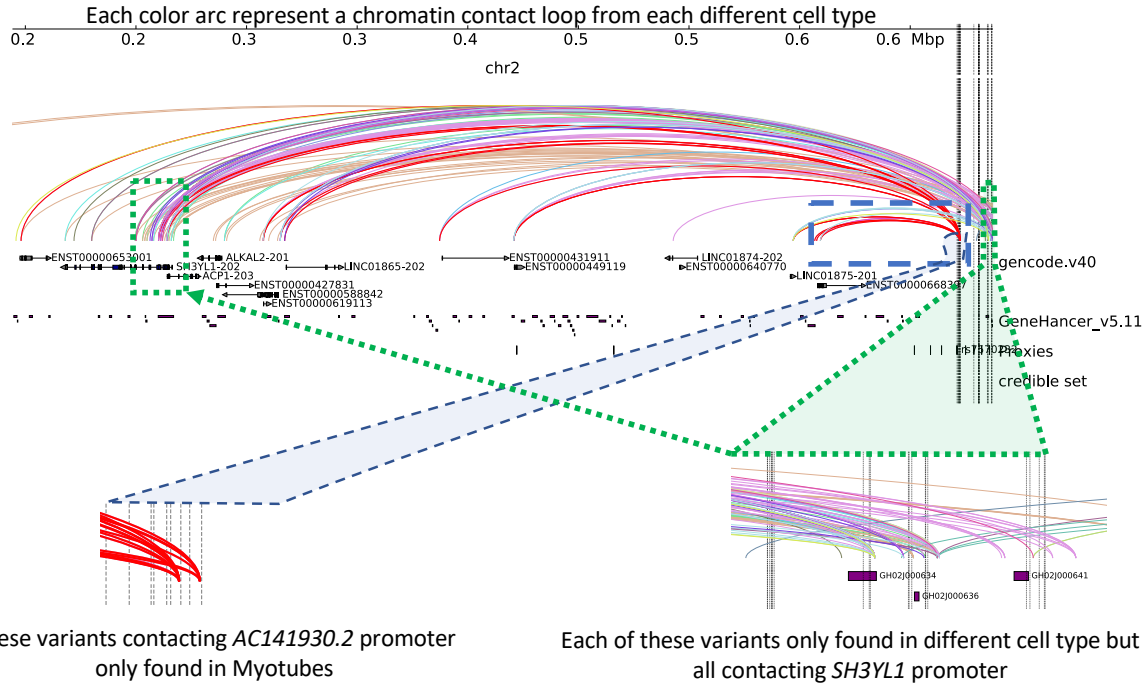 Each color arc represent a chromatin contact loop from each different cell type
0.2 0.2 0.3 0.3 0.4 0.5 0.5 0.6 0.6 Mbp
chr2
ENST00000653001 ALKAL2-201 ENST00000431911 LINC01874-202
SH3YL1-202 LINC01865-202 ENST00000449119 ENST00000640770
gencode.v40
ACP1-203 LINC01875-201
ENST00000427831 ENST00000668397
ENST00000588842
ENST00000619113
GeneHancer_v5.11
Proxies
credible set
GH02J000634 GH02J000641
GH02J000636
ese variants contacting AC141930.2 promoter
only found in Myotubes
Each of these variants only found in different cell type but
all contacting SH3YL1 promoter